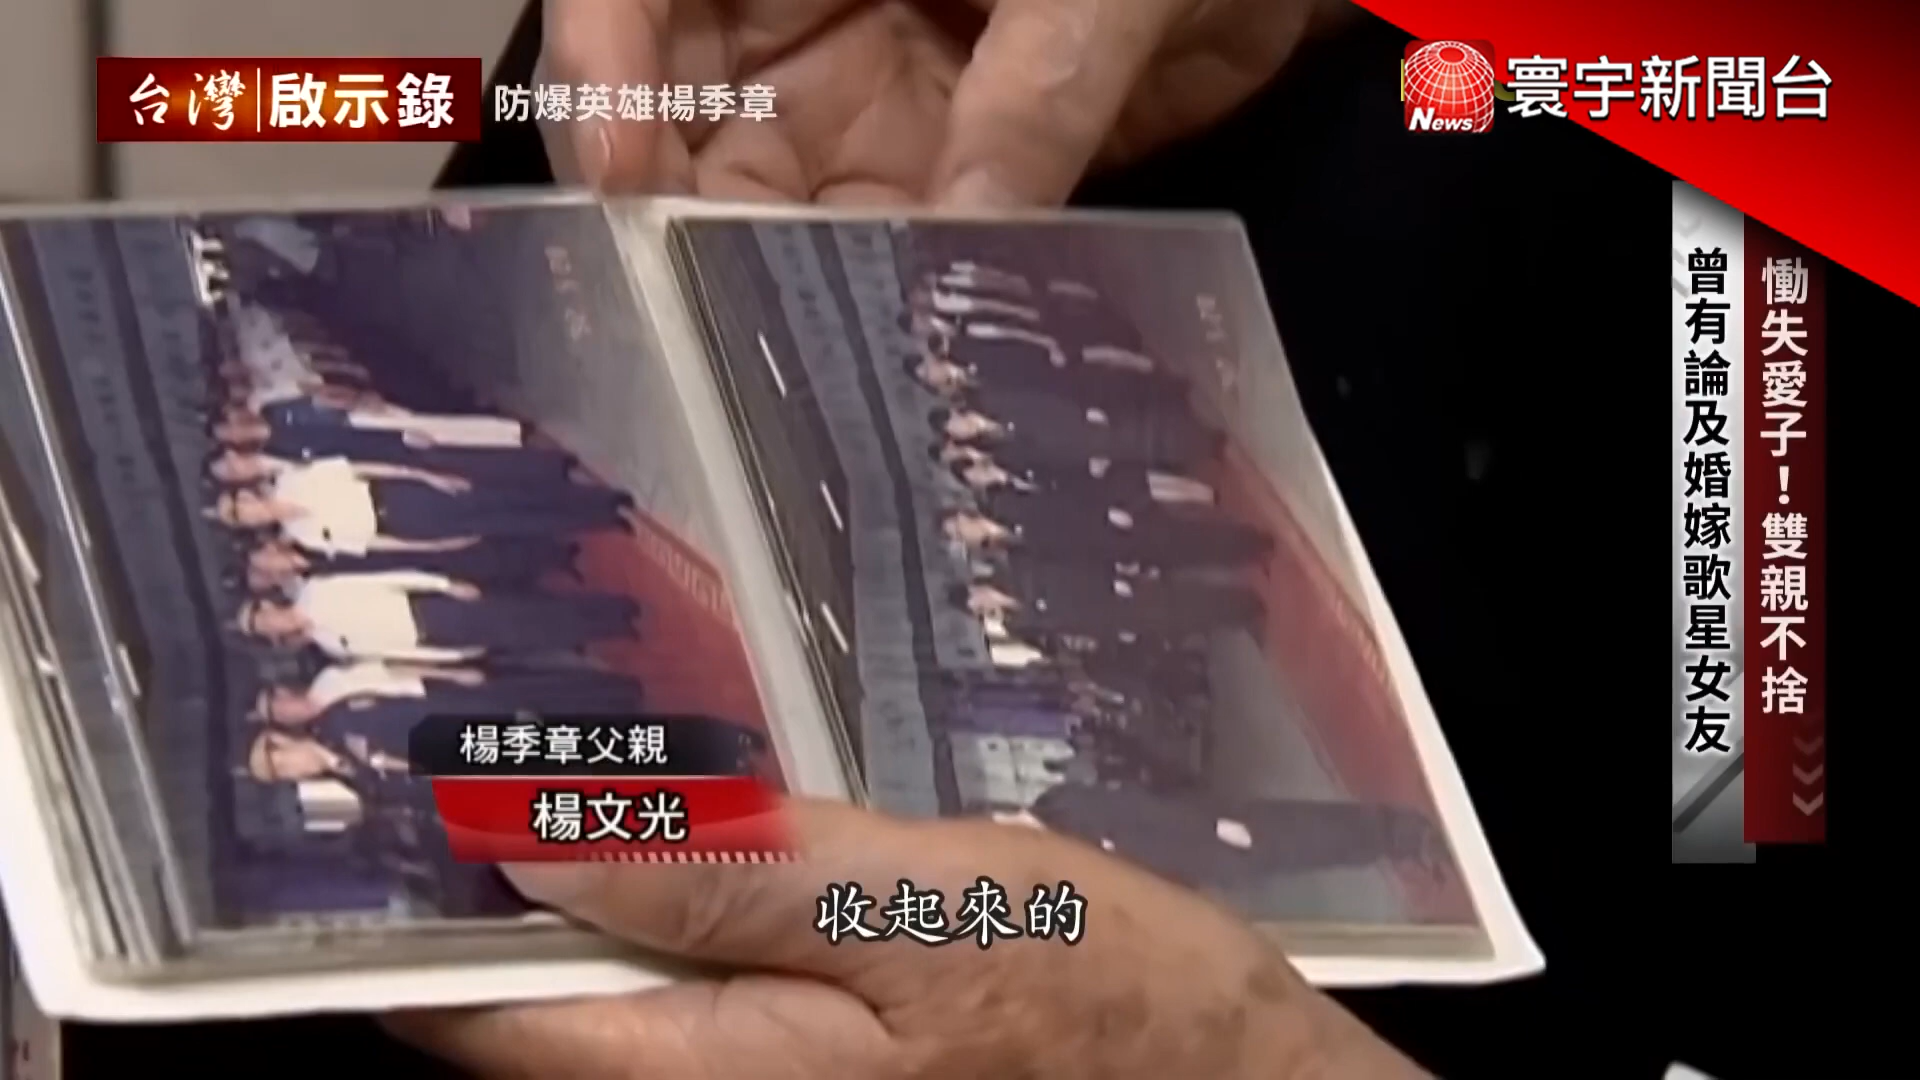 台灣啟示錄
防爆英雄楊季章
News
寰宇新聞台
慟失愛子！雙親不捨
曾有論及婚嫁歌星女友
楊季章父親
楊文光
收起來的